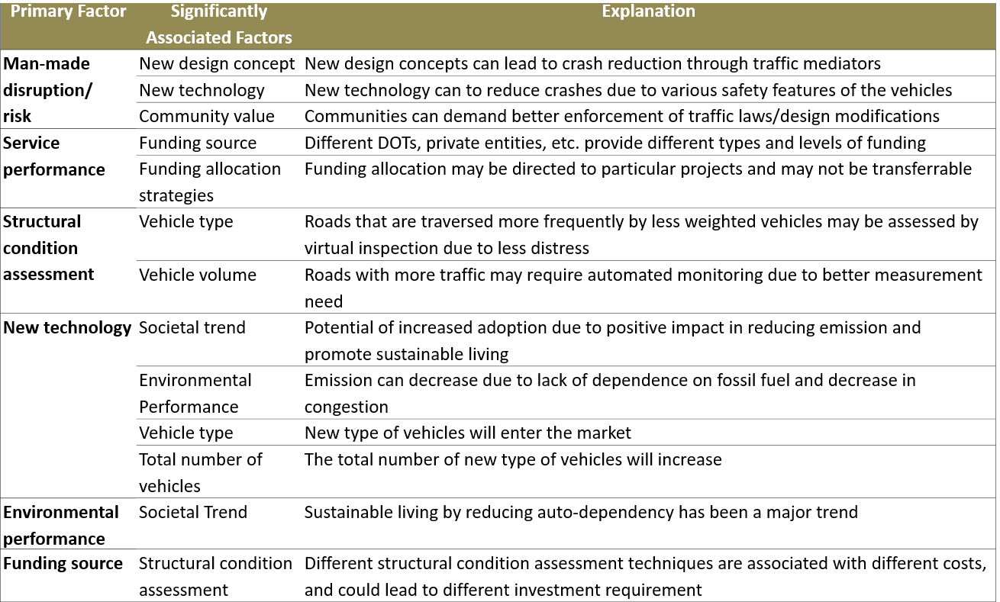 Primary Factor Significantly Explanation
Associated Factors
Man-made New design concept New design concepts can lead to crash reduction through traffic mediators
disruption/ New technology New technology can to reduce crashes due to various safety features of the vehicles
risk Community value Communities can demand better enforcement of traffic laws/design modifications
Service Funding source Different DOTs, private entities, etc. provide different types and levels of funding
performance Funding allocation Funding allocation may be directed to particular projects and may not be transferrable
strategies
Structural Vehicle type Roads that are traversed more frequently by less weighted vehicles may be assessed by
condition virtual inspection due to less distress
assessment Vehicle volume Roads with more traffic may require automated monitoring due to better measurement
need
New technology Societal trend Potential of increased adoption due to positive impact in reducing emission and
promote sustainable living
Environmental Emission can decrease due to lack of dependence on fossil fuel and decrease in
Performance congestion
Vehicle type New type of vehicles will enter the market
Total number of The total number of new type of vehicles will increase
vehicles
Environmental Societal Trend Sustainable living by reducing auto-dependency has been a major trend
performance
Funding source Structural condition Different structural condition assessment techniques are associated with different costs,
assessment and could lead to different investment requirement